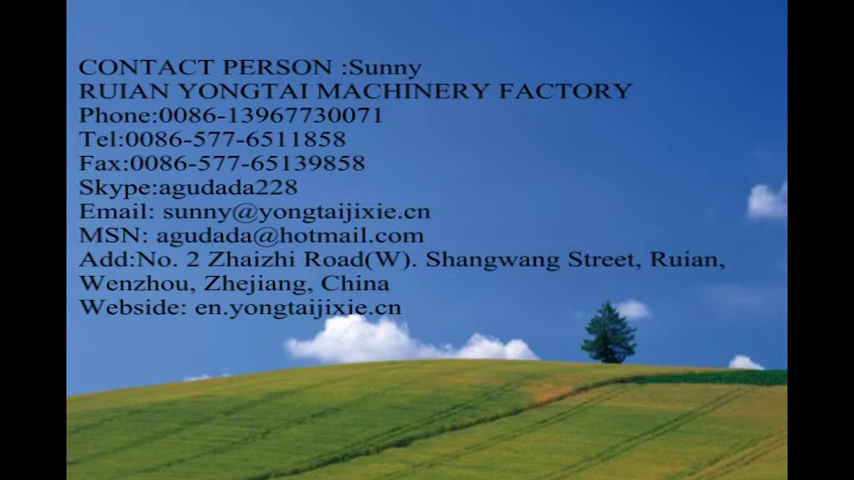 CONTACT PERSON :Sunny
RUIAN YONGTAI MACHINERY FACTORY
Phone:0086-13967730071
Tel:0086-577-6511858
Fax:0086-577-65139858
Skype:agudada228
Email: sunny@yongtaijixie.cn
MSN: agudada@hotmail.com
Add:No. 2 Zhaizhi Road(W). Shangwang Street, Ruian,
Wenzhou, Zhejiang, China
Webside: en.yongtaijixie.cn